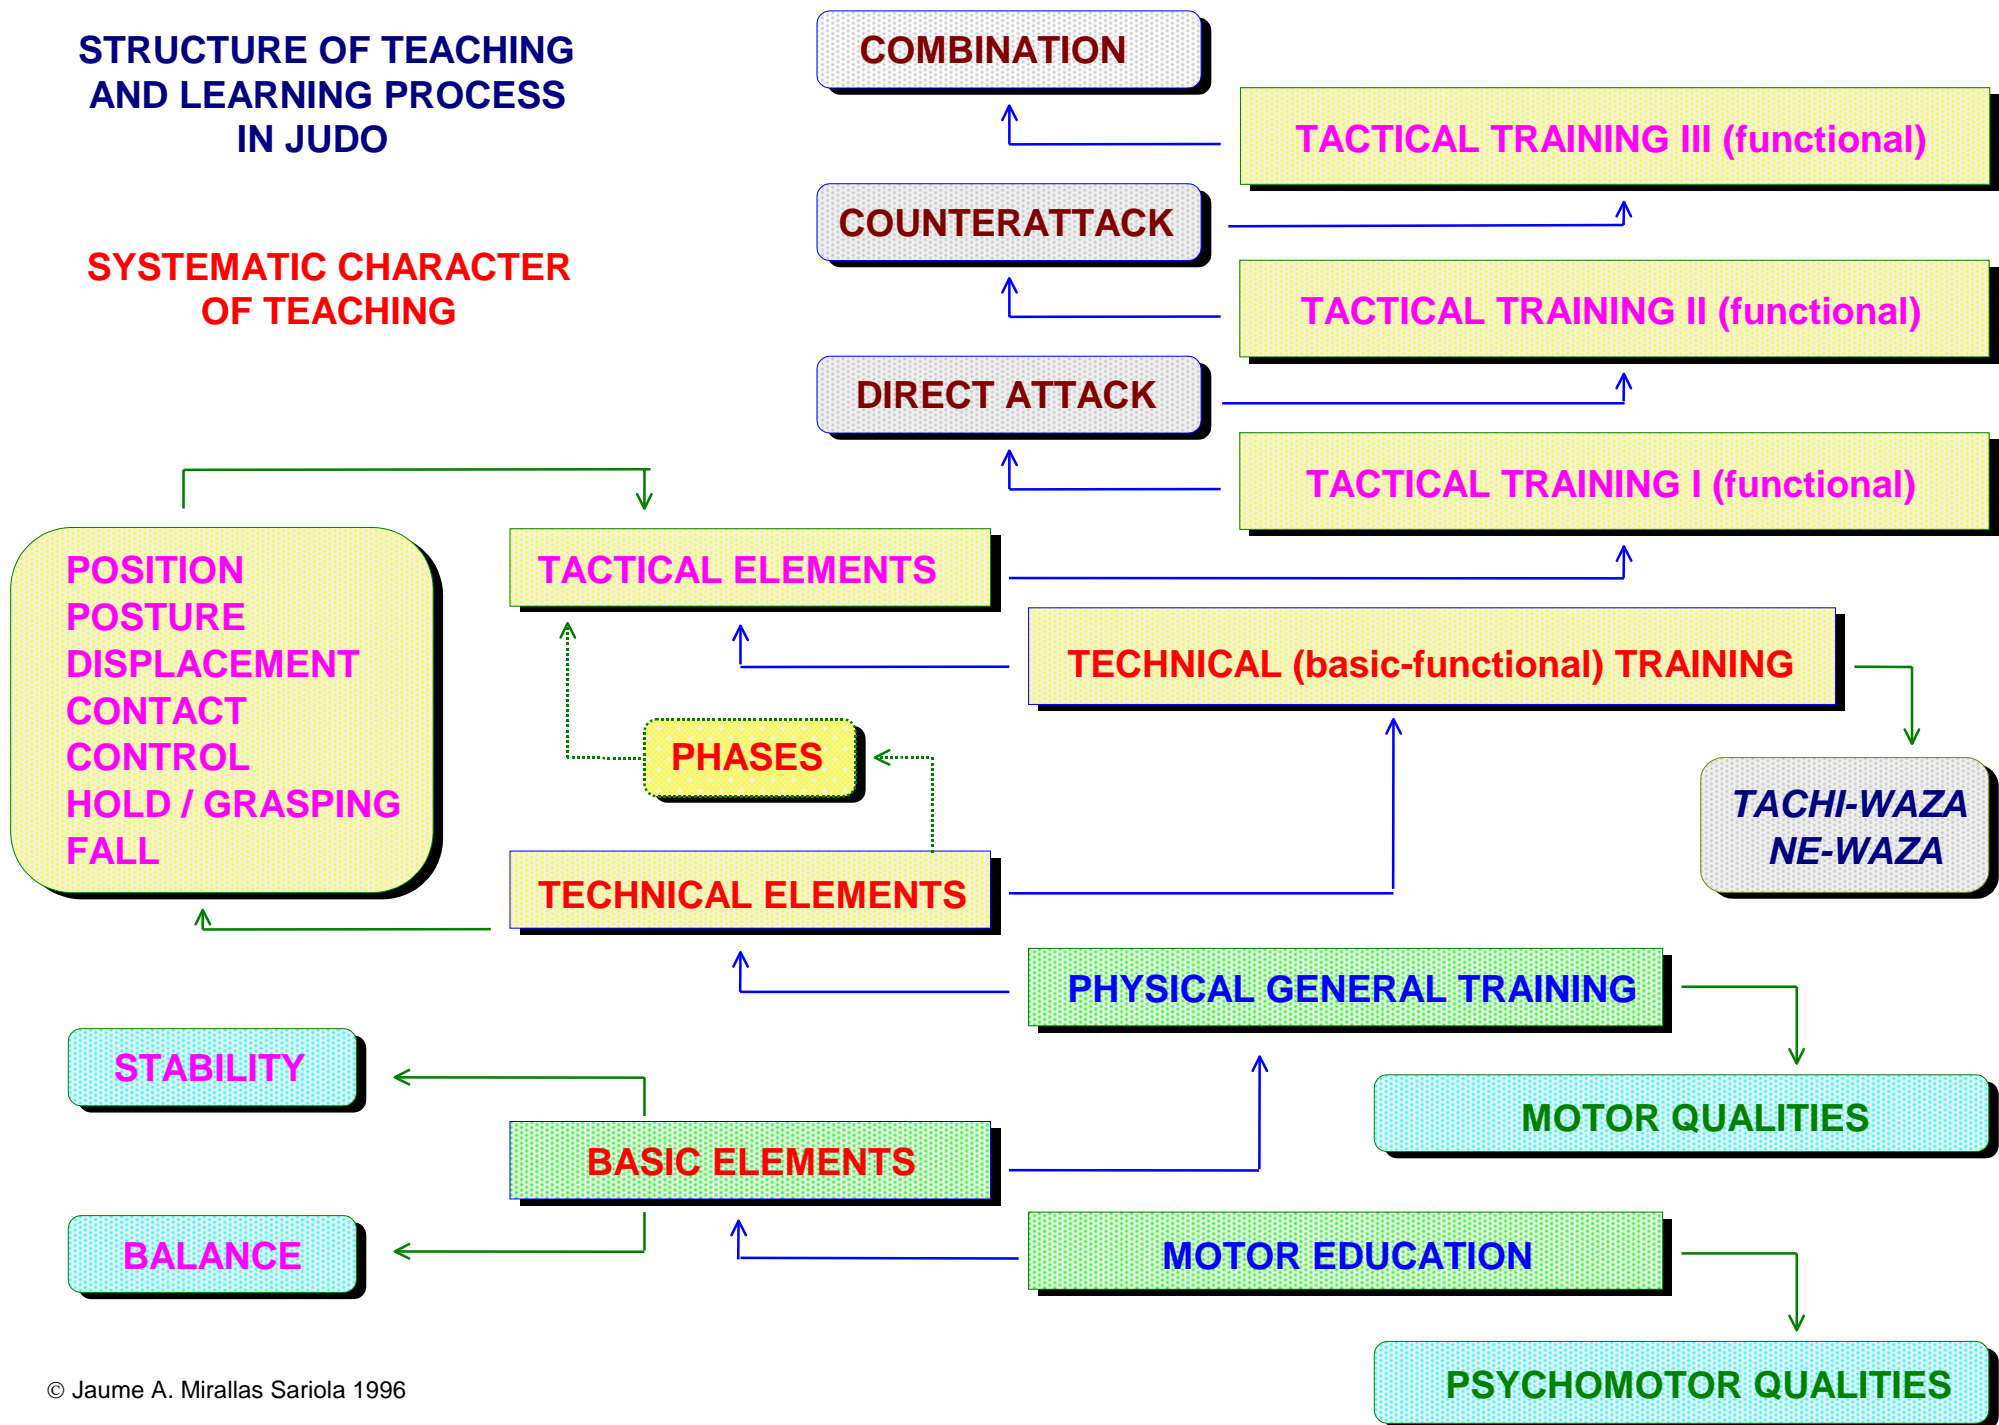 STRUCTURE OF TEACHING
AND LEARNING PROCESS
IN JUDO
SYSTEMATIC CHARACTER
OF TEACHING
COMBINATION
TACTICAL TRAINING III (functional)
COUNTERATTACK
TACTICAL TRAINING II (functional)
DIRECT ATTACK
TACTICAL TRAINING I (functional)
POSITION
POSTURE
DISPLACEMENT
CONTACT
CONTROL
HOLD / GRASPING
FALL
TACTICAL ELEMENTS
TECHNICAL (basic-functional) TRAINING
PHASES
TACHI-WAZA
NE-WAZA
TECHNICAL ELEMENTS
PHYSICAL GENERAL TRAINING
STABILITY
MOTOR QUALITIES
BASIC ELEMENTS
BALANCE
MOTOR EDUCATION
PSYCHOMOTOR QUALITIES
© Jaume A. Mirallas Sariola 1996